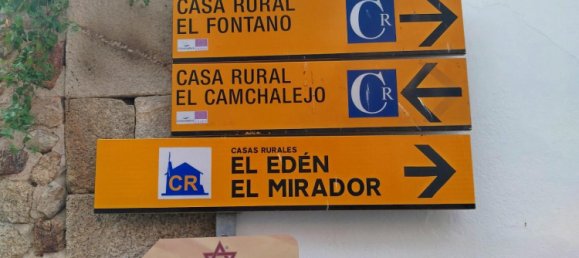 CASA RURAL
EL FONTANO
CR
CASA RURAL
EL CAMCHALEJO
CR
CASAS RURALES
EL EDÉN
EL MIRADOR
CR